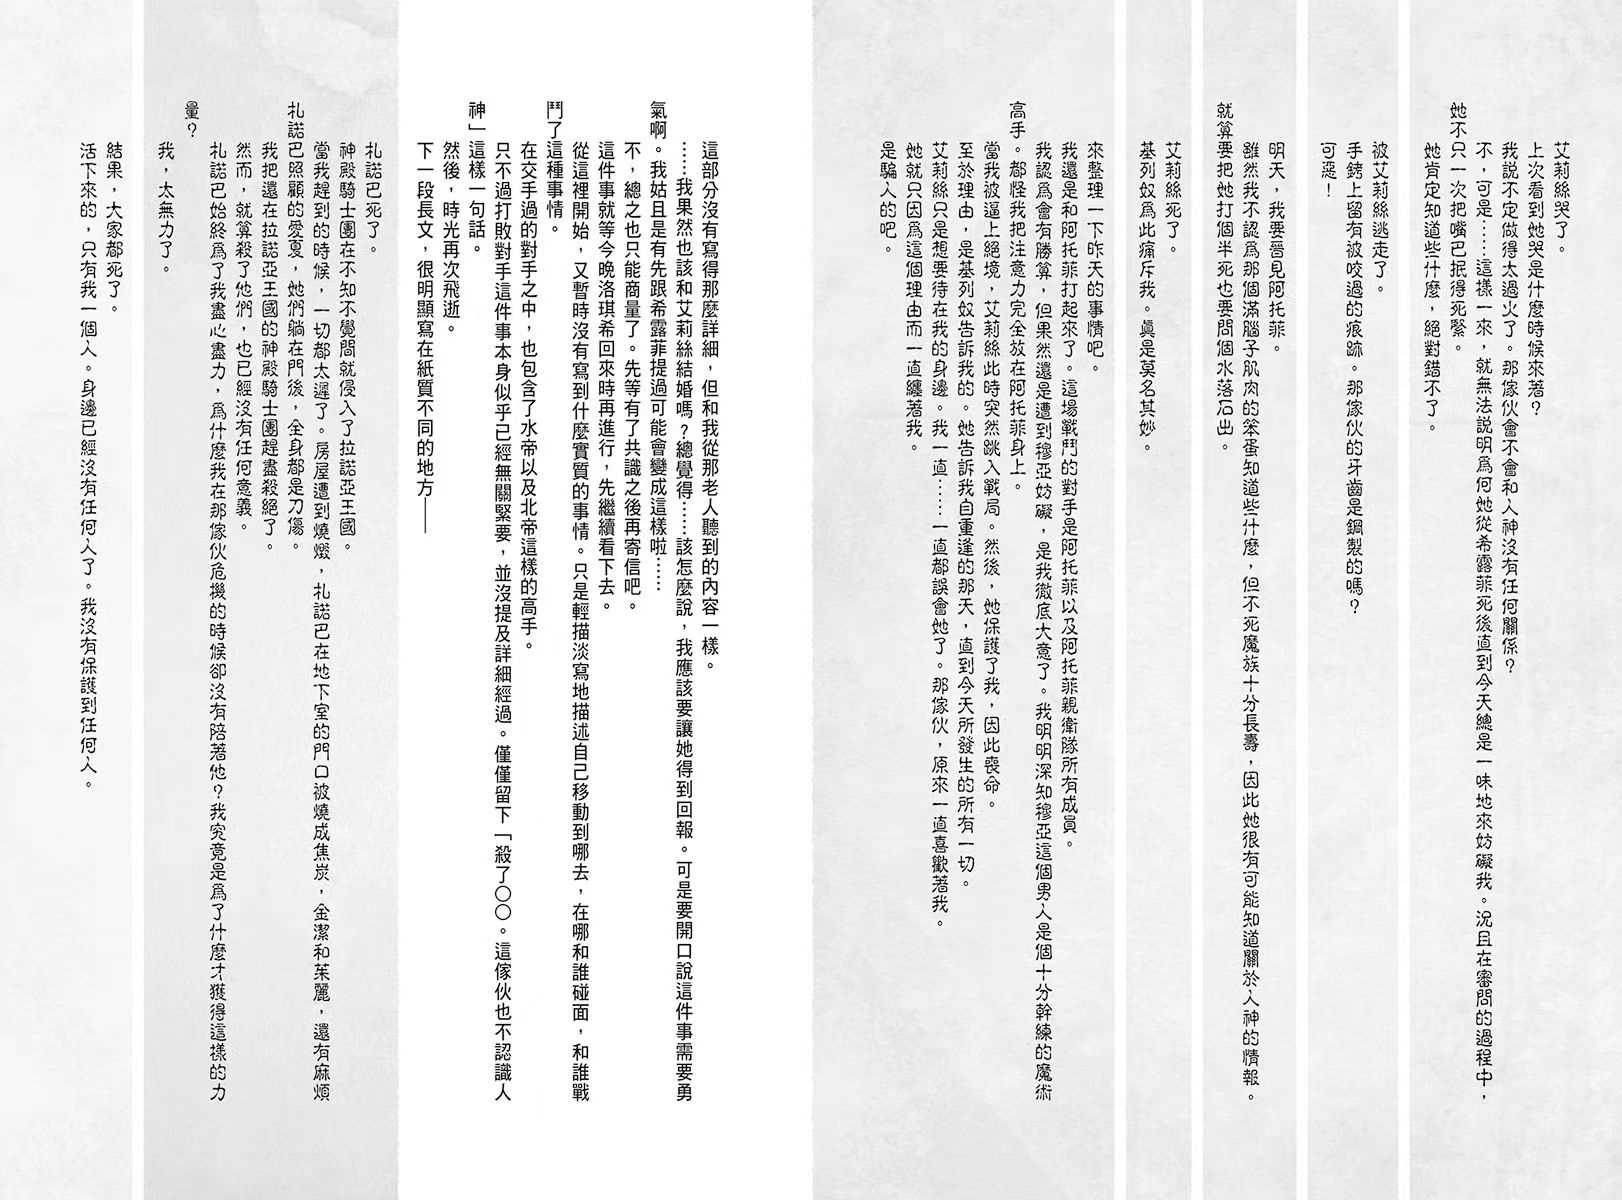 艾莉絲哭了。
上次看到她哭是什麼時候來著？
我說不定做得太過火了。那傢伙會不會和人神沒有任何關係？
不，可是……這樣一來，就無法說明為何她從希露菲死後直到今天總是一味地來妨礙我。況且在審問的過程中，
她不只一次把嘴巴抿得死緊。
她肯定知道些什麼，絕對錯不了。
被艾莉絲逃走了。
手銬上留有被咬過的痕跡。那傢伙的牙齒是鋼製的嗎？
可惡！
明天，我要晉見阿托菲。
雖然我不認為那個滿腦子肌肉的笨蛋知道些什麼，但不死魔族十分長壽，因此她很有可能知道關於人神的情報。
就算要把她打個半死也要問個水落石出。
艾莉絲死了。
基列奴為此痛斥我。真是莫名其妙。
來整理一下昨天的事情吧。
我還是和阿托菲打起來了。這場戰鬥的對手是阿托菲以及阿托菲親衛隊所有成員。
我認為會有勝算，但果然還是遭到穆亞妨礙，是我徹底大意了。我明明深知穆亞這個男人是個十分幹練的魔術
高手。都怪我把注意力完全放在阿托菲身上。
當我被逼上絕境，艾莉絲此時突然跳入戰局。然後，她保護了我，因此喪命。
至於理由，是基列奴告訴我的。她告訴我自重逢的那天，直到今天所發生的所有一切。
艾莉絲只是想要待在我的身邊。我一直……一直都誤會她了。那傢伙，原來一直喜歡著我。
她就只因為這個理由而一直纏著我。
是騙人的吧。
這部分沒有寫得那麼詳細，但和我從那老人聽到的內容一樣。
……我果然也該和艾莉絲結婚嗎？總覺得……該怎麼說，我應該要讓她得到回報。可是要開口說這件事需要勇
氣啊。我姑且是有先跟希露菲提過可能會變成這樣啦……
不，總之也只能商量了。先等有了共識之後再寄信吧。
這件事就等今晚洛琪希回來時再進行，先繼續看下去。
從這裡開始，又暫時沒有寫到什麼實質的事情。只是輕描淡寫地描述自己移動到哪去，在哪和誰碰面，和誰戰
鬥了這種事情。
在交手過的對手之中，也包含了水帝以及北帝這樣的高手。
只不過打敗對手這件事本身似乎已經無關緊要，並沒提及詳細經過。僅僅留下「殺了○○。這傢伙也不認識人
神」這樣一句話。
然後，時光再次飛逝。
下一段長文，很明顯寫在紙質不同的地方──
札諾巴死了。
神殿騎士團在不知不覺間就侵入了拉諾亞王國。
當我趕到的時候，一切都太遲了。房屋遭到燒燬，札諾巴在地下室的門口被燒成焦炭，金潔和茱麗，還有麻煩
札諾巴照顧的愛夏，她們躺在門後，全身都是刀傷。
我把還在拉諾亞王國的神殿騎士團趕盡殺絕了。
然而，就算殺了他們，也已經沒有任何意義。
札諾巴始終為了我盡心盡力，為什麼我在那傢伙危機的時候卻沒有陪著他？我究竟是為了什麼才獲得這樣的力
量？
我，太無力了。
結果，大家都死了。
活下來的，只有我一個人。身邊已經沒有任何人了。我沒有保護到任何人。